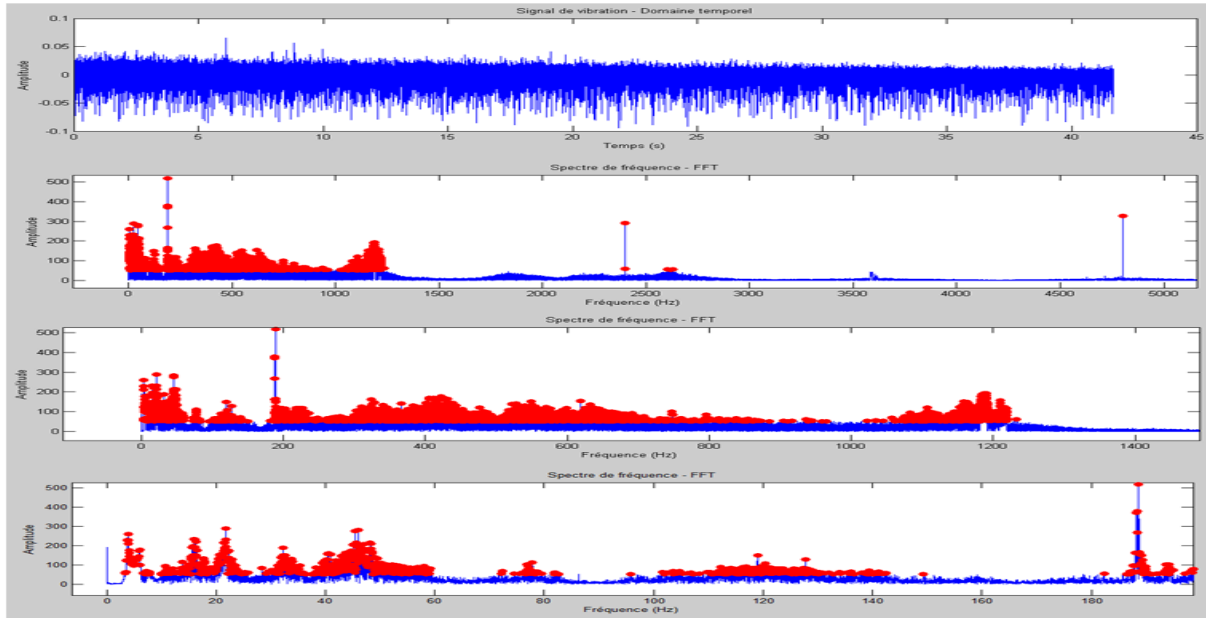 Signal de vibration - Domaine temporel
Amplitude
0.1
0.05
0
-0.05
-0.1
0 5 10 15 20 25 30 35 40 45
Temps (s)
Spectre de fréquence - FFT
Amplitude
500
400
300
200
100
0
0 500 1000 1500 2000 2500 3000 3500 4000 4500 5000
Fréquence (Hz)
Spectre de fréquence - FFT
Amplitude
500
400
300
200
100
0
0 200 400 600 800 1000 1200 1400
Fréquence (Hz)
Spectre de fréquence - FFT
Amplitude
500
400
300
200
100
0
0 20 40 60 80 100 120 140 160 180
Fréquence (Hz)